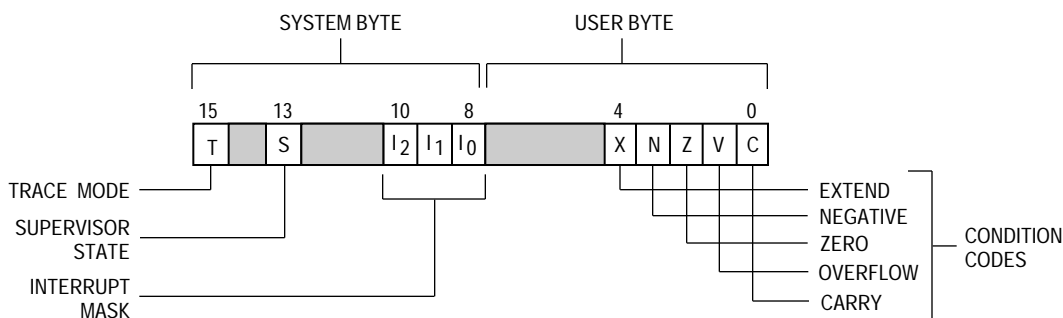 SYSTEM BYTE
USER BYTE
15 13 10 8 4 0
T S I2 I1 I0 X N Z V C
TRACE MODE
SUPERVISOR
STATE
INTERRUPT
MASK
EXTEND
NEGATIVE
ZERO
OVERFLOW
CARRY
CONDITION
CODES